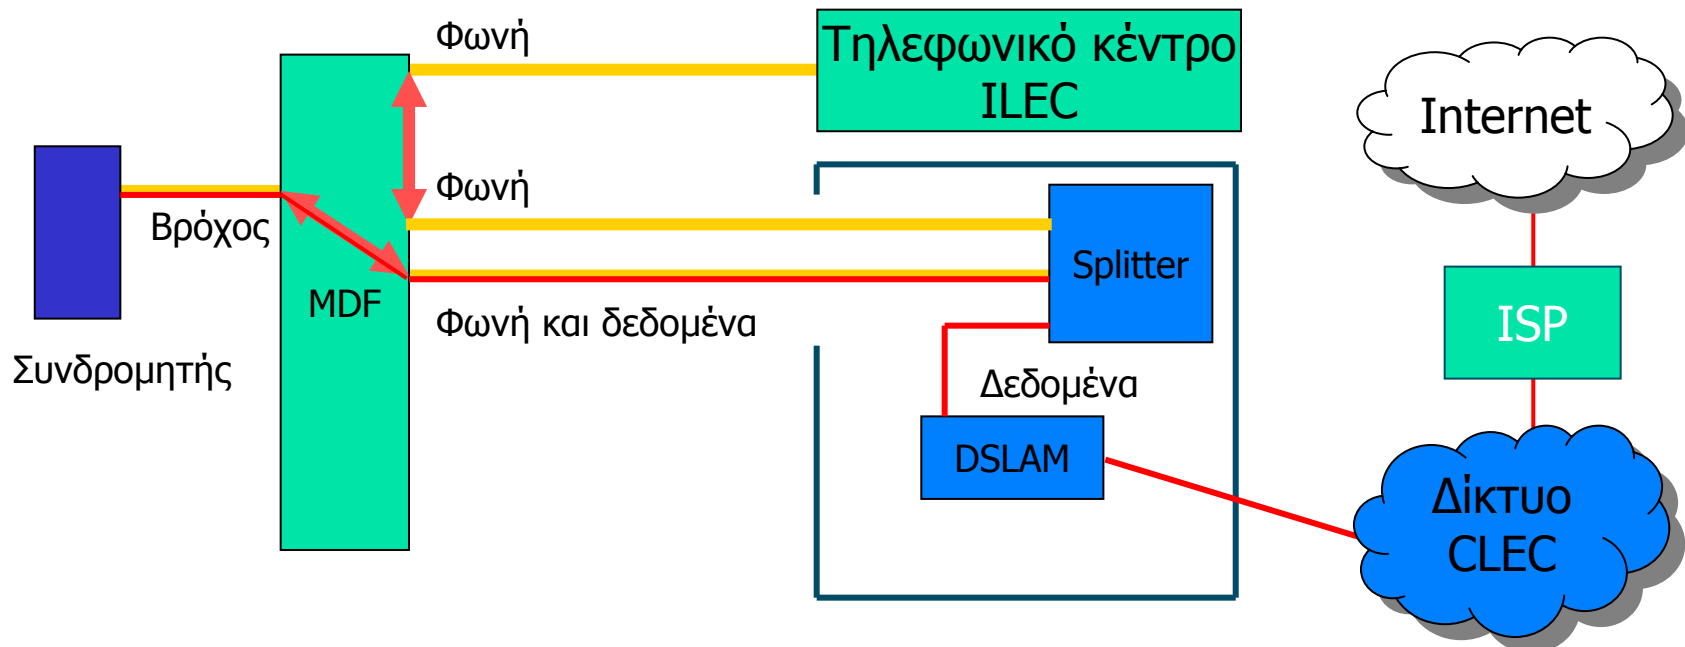 Φωνή
Τηλεφωνικό κέντρο
ILEC
Internet
Φωνή
Βρόχος
Splitter
MDF
Φωνή και δεδομένα
ISP
Συνδρομητής
Δεδομένα
DSLAM
Δίκτυο
CLEC